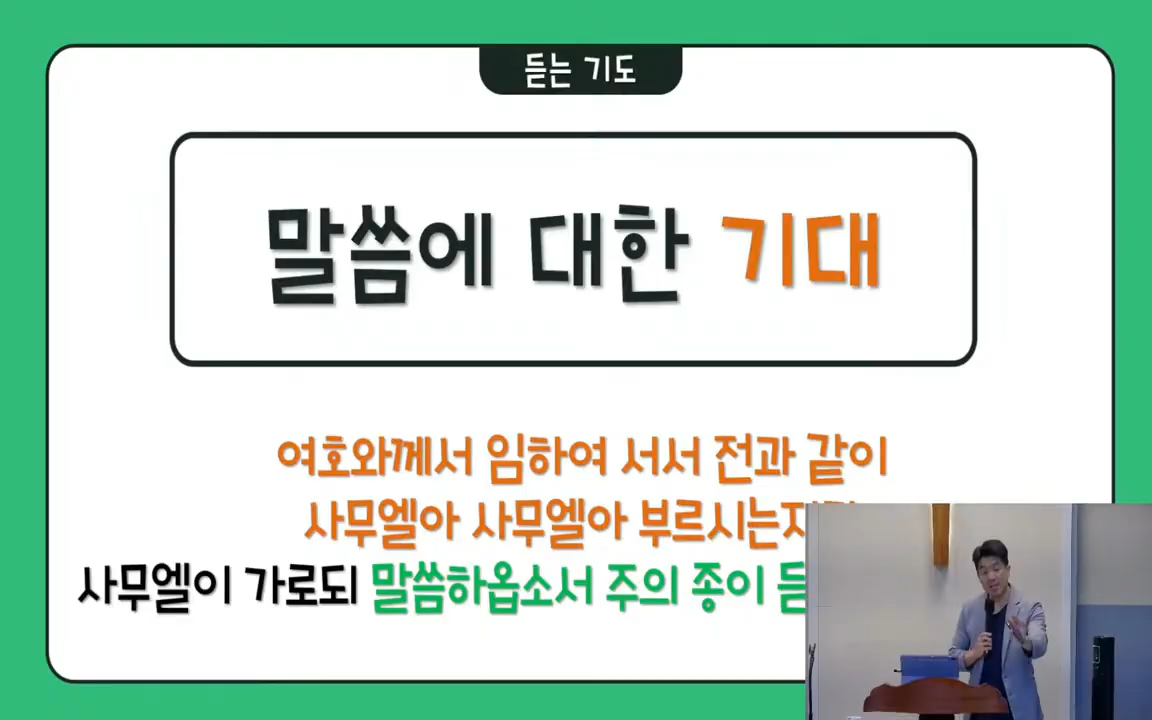 듣는 기도
말씀에 대한 기대
여호와께서 임하여 서서 전과 같이
사무엘아 사무엘아 부르시는
사무엘이 가로되 말씀하옵소서 주의 종이